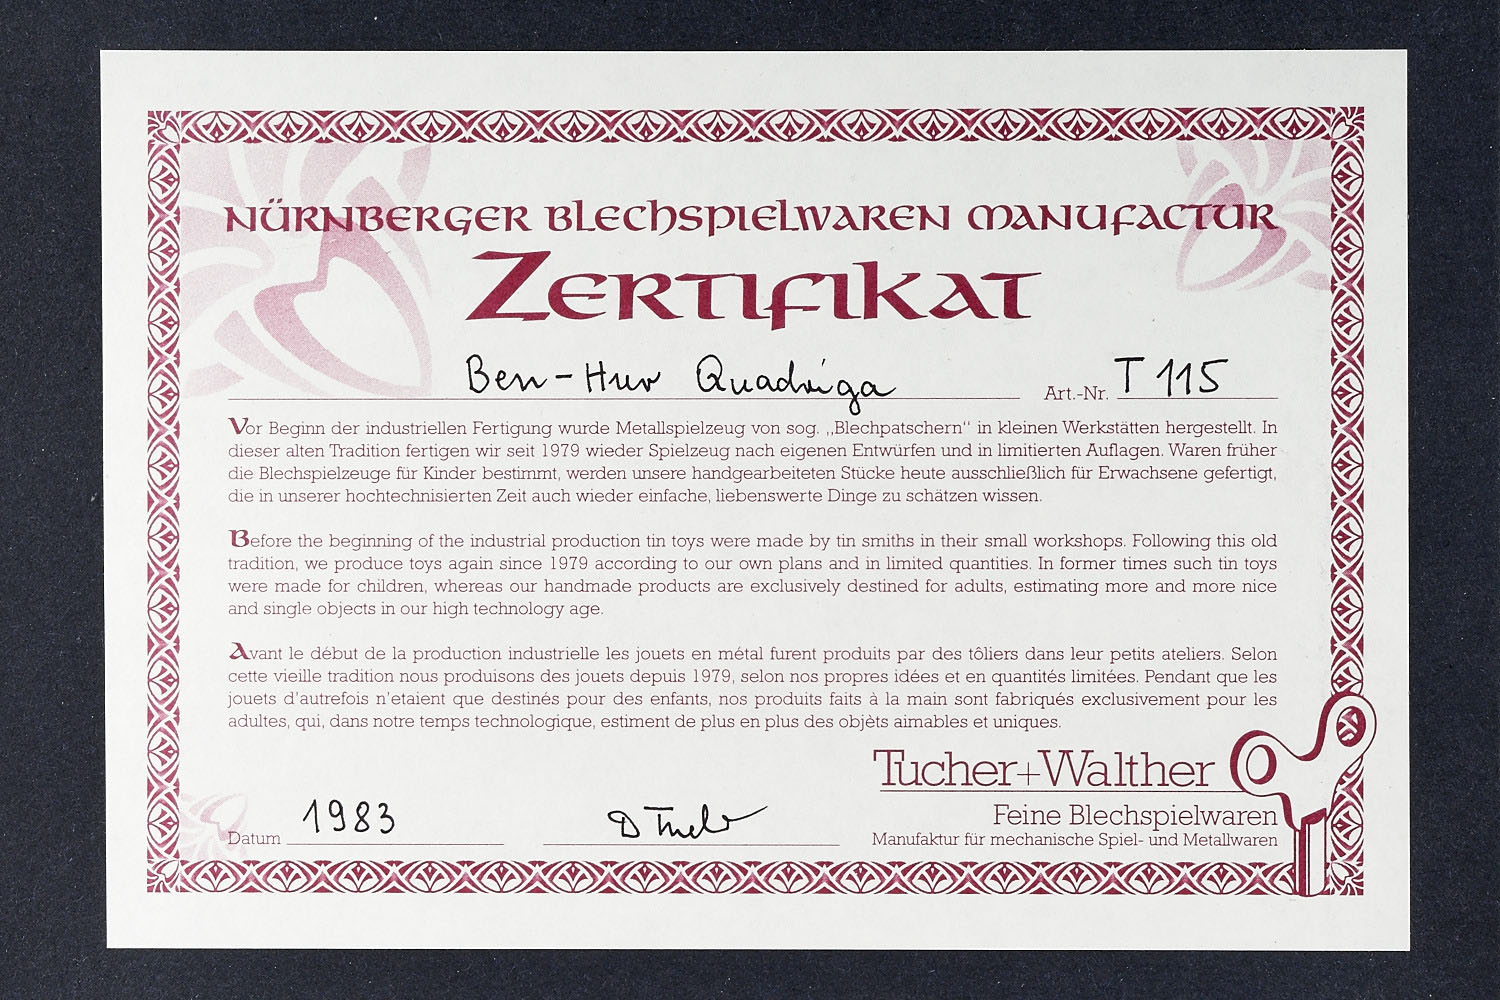 NÜRNBERGER BLECHSPIELWAREN MANUFACTUR
ZERTIFIKAT
Ben-Hur Quadriga Art.-Nr. T 115
Vor Beginn der industriellen Fertigung wurde Metallspielzeug von sog. „Blechpatschern“ in kleinen Werkstätten hergestellt. In
dieser alten Tradition fertigen wir seit 1979 wieder Spielzeug nach eigenen Entwürfen und in limitierten Auflagen. Waren früher
die Blechspielzeuge für Kinder bestimmt, werden unsere handgearbeiteten Stücke heute ausschließlich für Erwachsene gefertigt,
die in unserer hochtechnisierten Zeit auch wieder einfache, liebenswerte Dinge zu schätzen wissen.
Before the beginning of the industrial production tin toys were made by tin smiths in their small workshops. Following this old
tradition, we produce toys again since 1979 according to our own plans and in limited quantities. In former times such tin toys
were made for children, whereas our handmade products are exclusively destined for adults, estimating more and more nice
and single objects in our high technology age.
Avant le début de la production industrielle les jouets en métal furent produits par des tôliers dans leur petits ateliers. Selon
cette vieille tradition nous produisons des jouets depuis 1979, selon nos propres idées et en quantités limitées. Pendant que les
jouets d'autrefois n'etaient que destinés pour des enfants, nos produits faits à la main sont fabriqués exclusivement pour les
adultes, qui, dans notre temps technologique, estiment de plus en plus des objèts aimables et uniques.
Tucher+Walther
Feine Blechspielwaren
Manufaktur für mechanische Spiel- und Metallwaren
Datum 1983